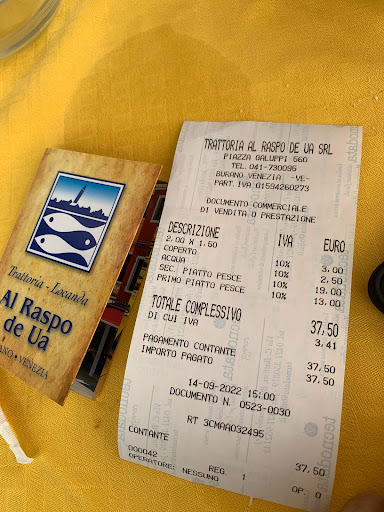 Trattoria - Locanda
Al Raspo
de Ua
ANO • VENEZIA
TRATTORIA AL RASPO DE UA SRL
PIAZZA GALUPPI 560
TEL. 041-730095
BURANO VENEZIA -VE-
PART. IVA 01594260273
DOCUMENTO COMMERCIALE
DI VENDITA O PRESTAZIONE
DESCRIZIONE IVA EURO
2,00 X 1,50
COPERTO 10% 3,00
ACQUA 10% 2,50
SEC. PIATTO PESCE 10% 19,00
PRIMO PIATTO PESCE 10% 13,00
TOTALE COMPLESSIVO 37,50
DI CUI IVA 3,41
PAGAMENTO CONTANTE 37,50
IMPORTO PAGATO 37,50
14-09-2022 15:00
DOCUMENTO N. 0523-0030
RT 3CMAA032495
CONTANTE 37,50
000042 REG. 1 OP: 0
OPERATORE: NESSUNO